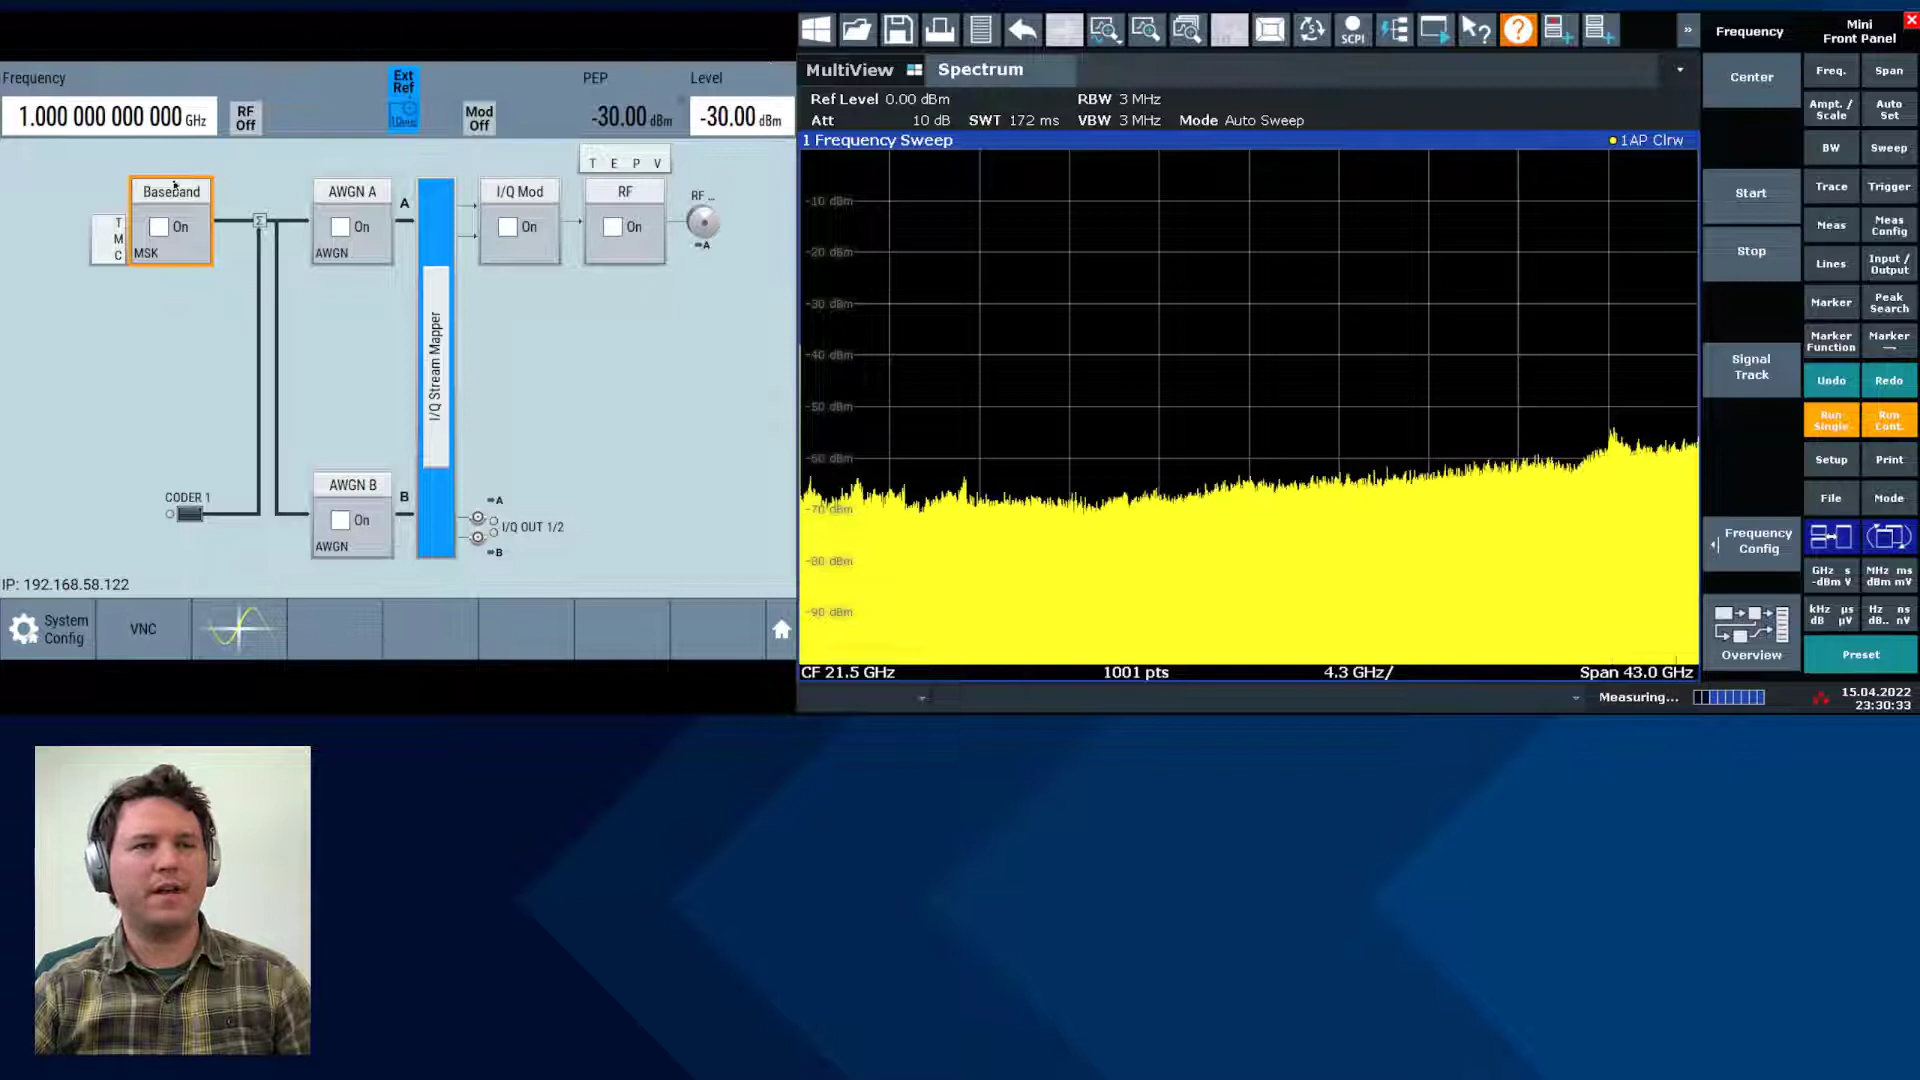 Frequency
1.000 000 000 000 GHz
RF
Off
Ext
Ref
Mod
Off
PEP
-30.00 dBm
Level
-30.00 dBm
T E P V
Baseband
On
MSK
T
M
C
AWGN A
On
AWGN
A
I/Q Mod
On
RF
On
RF ...
A
I/Q Stream Mapper
CODER 1
AWGN B
On
AWGN
B
A
I/Q OUT 1/2
B
IP: 192.168.58.122
System
Config
VNC
SCPI
»
MultiView
Spectrum
Ref Level 0.00 dBm
RBW 3 MHz
Att 10 dB SWT 172 ms VBW 3 MHz Mode Auto Sweep
1 Frequency Sweep
1AP Clrw
-10 dBm
-20 dBm
-30 dBm
-40 dBm
-50 dBm
-60 dBm
-70 dBm
-80 dBm
-90 dBm
CF 21.5 GHz
1001 pts
4.3 GHz/
Span 43.0 GHz
Measuring...
15.04.2022
23:30:33
Frequency
Center
Start
Stop
Signal
Track
Frequency
Config
Overview
Mini
Front Panel
Freq. Span
Ampt. /
Scale
Auto
Set
BW Sweep
Trace Trigger
Meas
Meas
Config
Lines
Input /
Output
Marker
Peak
Search
Marker
Function
Marker
→
Undo Redo
Run
Single
Run
Cont.
Setup Print
File Mode
GHz s
-dBm V
MHz ms
dBm mV
kHz µs
dB µV
Hz ns
dB.. nV
Preset